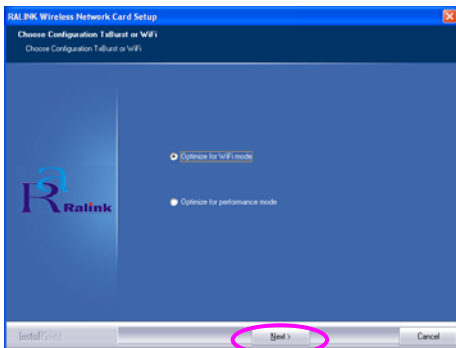 RALINK Wireless Network Card Setup
Choose Configuration TxBurst or WiFi
Choose Configuration TxBurst or WiFi
Optimize for WiFi mode
Optimize for performance mode
Ralink
InstallShield
Next >
Cancel